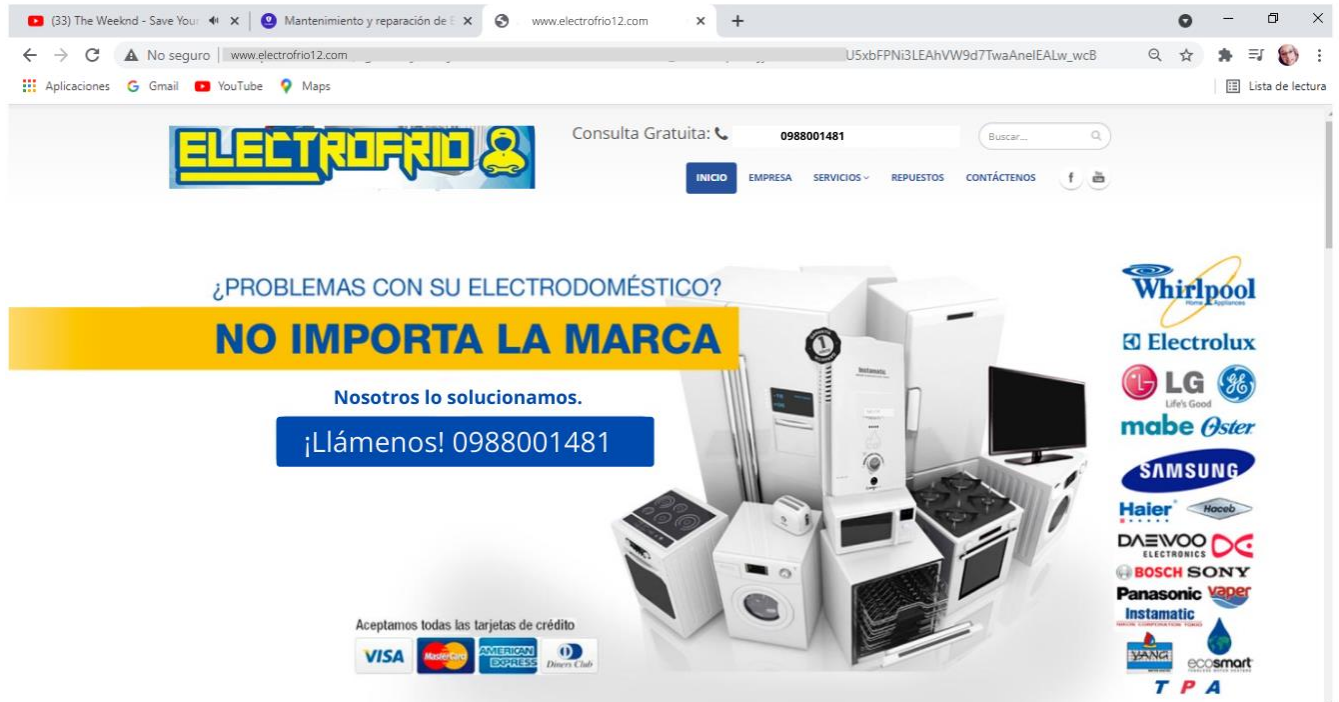 (33) The Weeknd - Save Your
Mantenimiento y reparación de E
www.electrofrio12.com
No seguro
www.electrofrio12.com
U5xbFPNi3LEAhVW9d7TwaAnelEALw_wcB
Aplicaciones
Gmail
YouTube
Maps
Lista de lectura
ELECTROFRIO
Consulta Gratuita:
0988001481
Buscar...
INICIO
EMPRESA
SERVICIOS
REPUESTOS
CONTÁCTENOS
¿PROBLEMAS CON SU ELECTRODOMÉSTICO?
NO IMPORTA LA MARCA
Nosotros lo solucionamos.
¡Llámenos! 0988001481
Instamatic
Aceptamos todas las tarjetas de crédito
VISA
MasterCard
AMERICAN EXPRESS
Diners Club
Whirlpool
Home Appliances
Electrolux
LG
Life's Good
mabe Oster
SAMSUNG
Haier Haceb
DAEWOO
ELECTRONICS
BOSCH SONY
Panasonic vaper
Instamatic
YANG
ecosmart
T P A